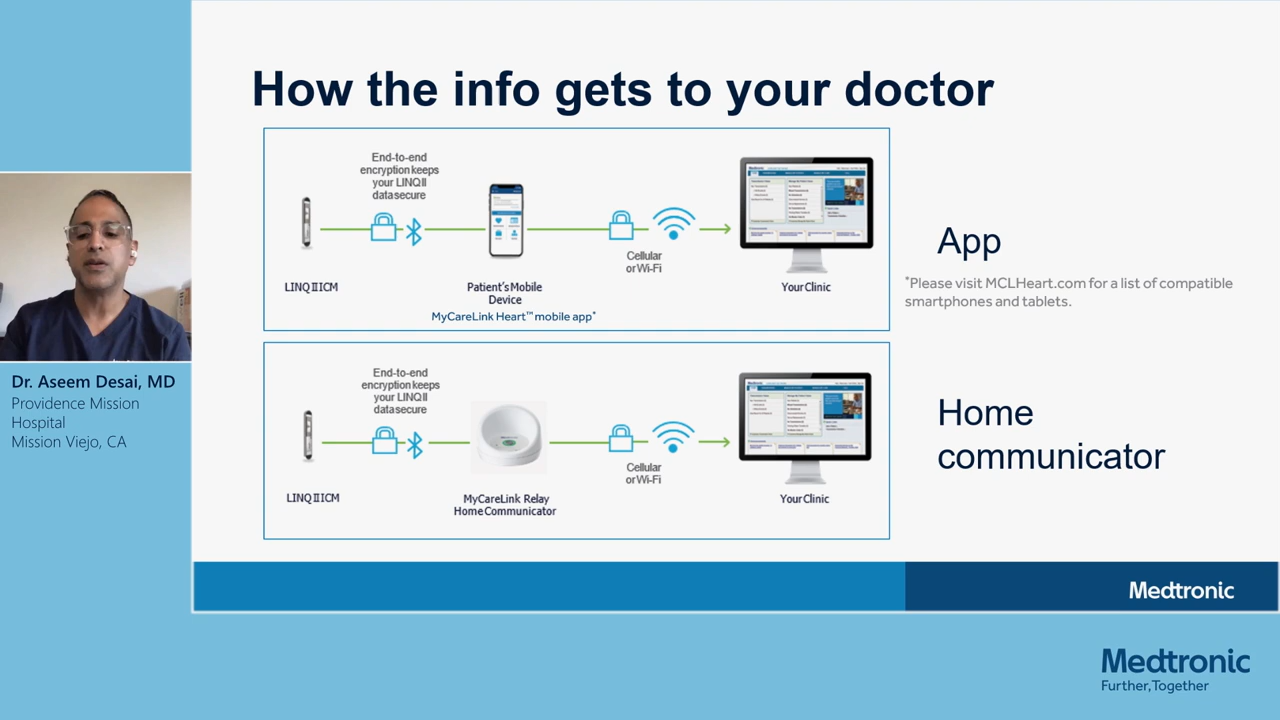 How the info gets to your doctor
End-to-end
encryption keeps
your LINQ II
data secure
Cellular
or Wi-Fi
LINQ II ICM
Patient's Mobile
Device
MyCareLink Heart™ mobile app*
Medtronic
Your Clinic
App
*Please visit MCLHeart.com for a list of compatible
smartphones and tablets.
End-to-end
encryption keeps
your LINQ II
data secure
Cellular
or Wi-Fi
LINQ II ICM
MyCareLink Relay
Home Communicator
Medtronic
Your Clinic
Home
communicator
Dr. Aseem Desai, MD
Providence Mission
Hospital
Mission Viejo, CA
Medtronic
Medtronic
Further, Together